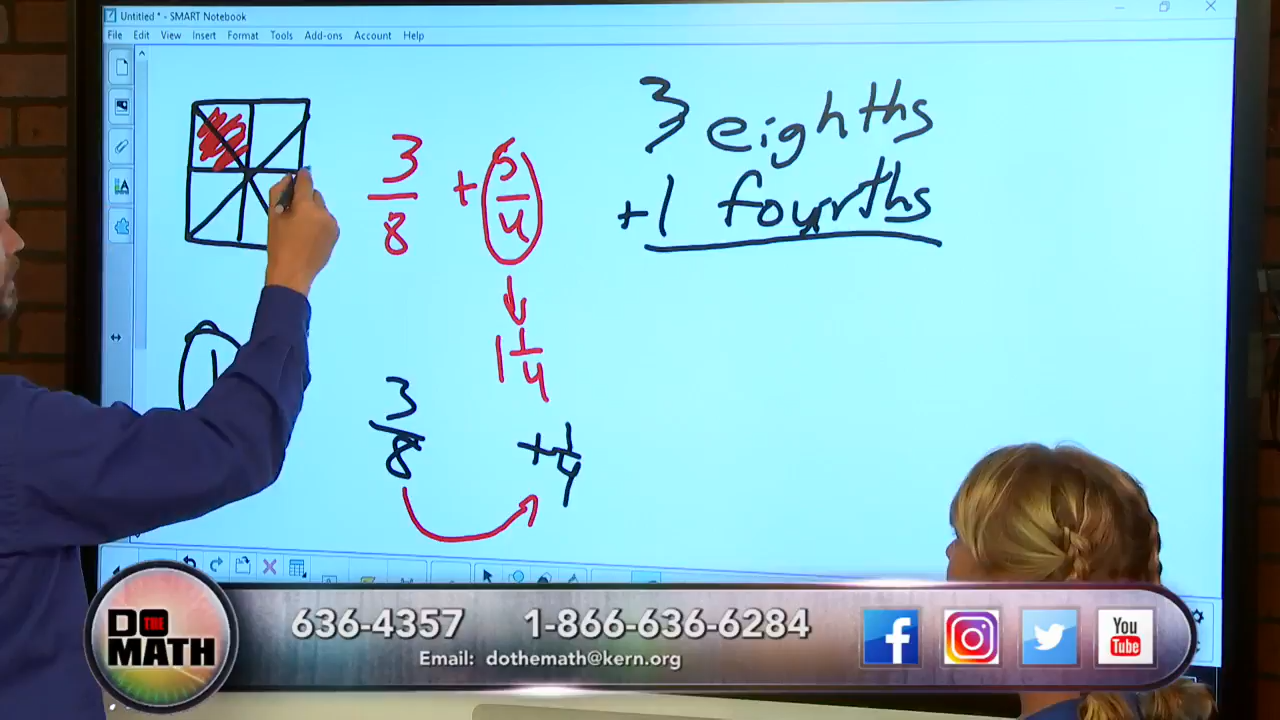 Untitled * - SMART Notebook
File Edit View Insert Format Tools Add-ons Account Help
3 eighths
+1 fourths
3/8 + 5/4
1 1/4
1
3/8 + 1/4
DO THE MATH
636-4357 1-866-636-6284
Email: dothemath@kern.org
You Tube